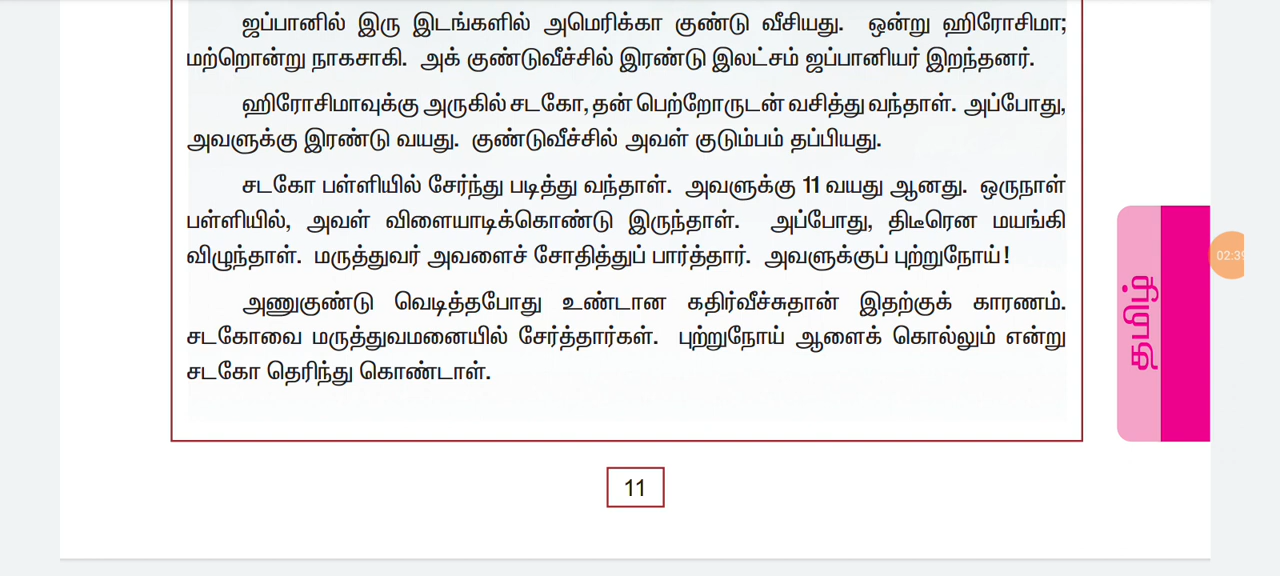 ஜப்பானில் இரு இடங்களில் அமெரிக்கா குண்டு வீசியது. ஒன்று ஹிரோசிமா;
மற்றொன்று நாகசாகி. அக் குண்டுவீச்சில் இரண்டு இலட்சம் ஜப்பானியர் இறந்தனர்.
ஹிரோசிமாவுக்கு அருகில் சடகோ, தன் பெற்றோருடன் வசித்து வந்தாள். அப்போது,
அவளுக்கு இரண்டு வயது. குண்டுவீச்சில் அவள் குடும்பம் தப்பியது.
சடகோ பள்ளியில் சேர்ந்து படித்து வந்தாள். அவளுக்கு 11 வயது ஆனது. ஒருநாள்
பள்ளியில், அவள் விளையாடிக்கொண்டு இருந்தாள். அப்போது, திடீரென மயங்கி
விழுந்தாள். மருத்துவர் அவளைச் சோதித்துப் பார்த்தார். அவளுக்குப் புற்றுநோய்!
அணுகுண்டு வெடித்தபோது உண்டான கதிர்வீச்சுதான் இதற்குக் காரணம்.
சடகோவை மருத்துவமனையில் சேர்த்தார்கள். புற்றுநோய் ஆளைக் கொல்லும் என்று
சடகோ தெரிந்து கொண்டாள்.
தமிழ்
02:39
11